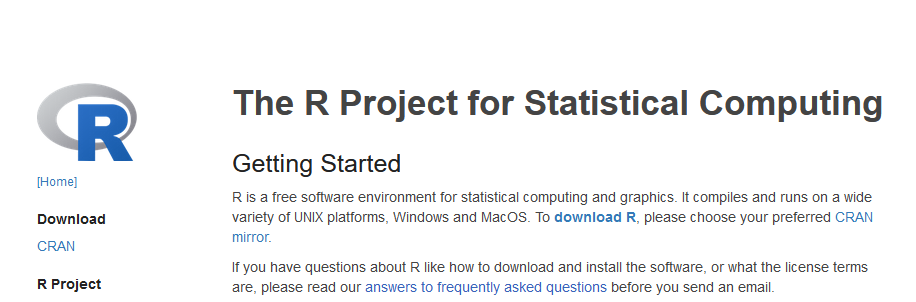 R
The R Project for Statistical Computing
[Home]
Download
CRAN
R Project
Getting Started
R is a free software environment for statistical computing and graphics. It compiles and runs on a wide
variety of UNIX platforms, Windows and MacOS. To download R, please choose your preferred CRAN
mirror.
If you have questions about R like how to download and install the software, or what the license terms
are, please read our answers to frequently asked questions before you send an email.